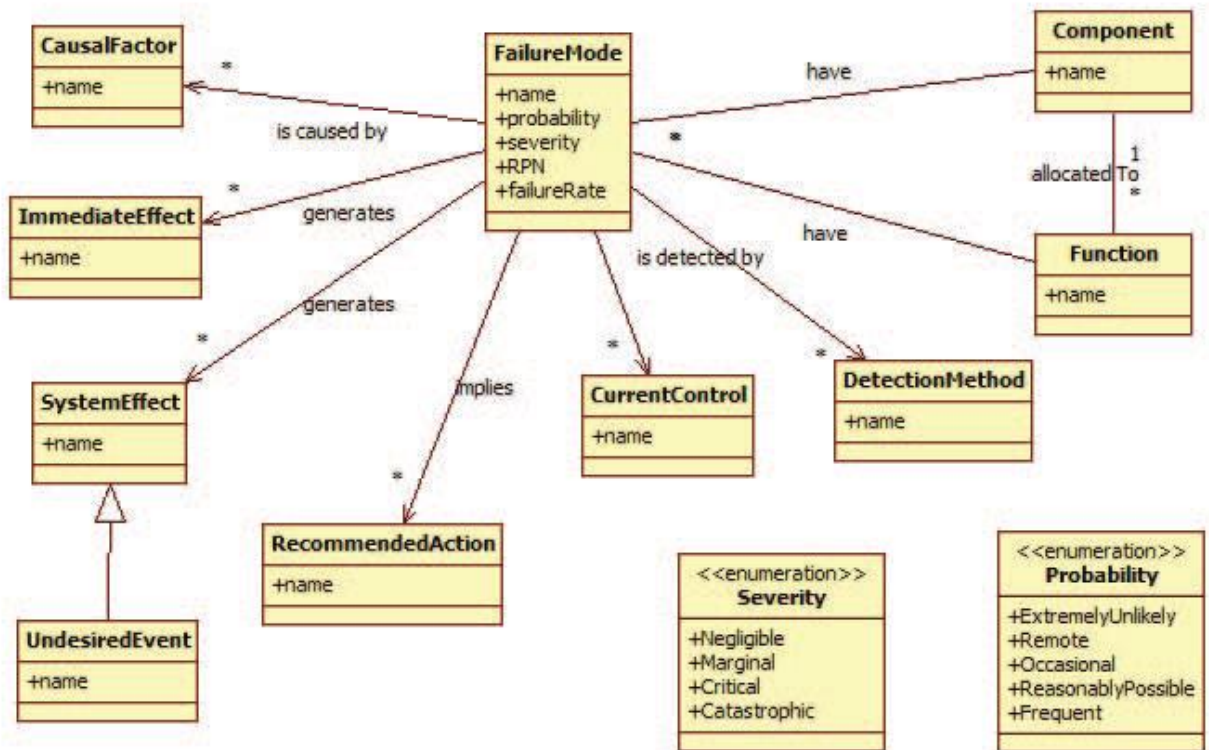 CausalFactor
+name
*
is caused by
FailureMode
+name
+probability
+severity
+RPN
+failureRate
have
*
Component
+name
1
allocated To
*
ImmediateEffect
+name
*
generates
have
Function
+name
is detected by
generates
*
SystemEffect
+name
implies
*
*
CurrentControl
+name
*
DetectionMethod
+name
RecommendedAction
+name
UndesiredEvent
+name
<<enumeration>>
Severity
+Negligible
+Marginal
+Critical
+Catastrophic
<<enumeration>>
Probability
+ExtremelyUnlikely
+Remote
+Occasional
+ReasonablyPossible
+Frequent